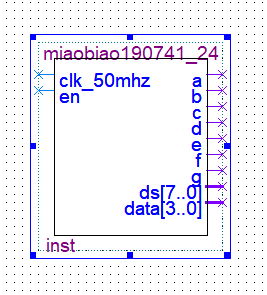 miaobiao190741_24
clk_50mhz
en
a
b
c
d
e
f
g
ds[7..0]
data[3..0]
inst